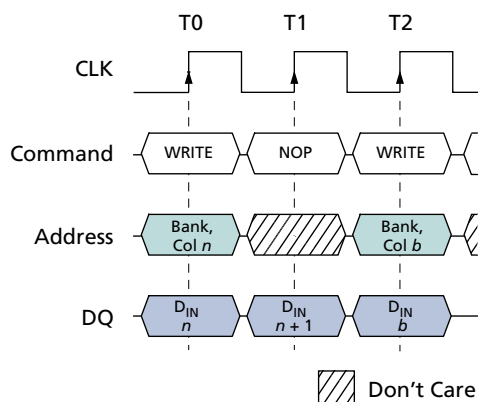 T0 T1 T2
CLK
Command WRITE NOP WRITE
Address Bank, Col n Bank, Col b
DQ DIN n DIN n + 1 DIN b
Don't Care